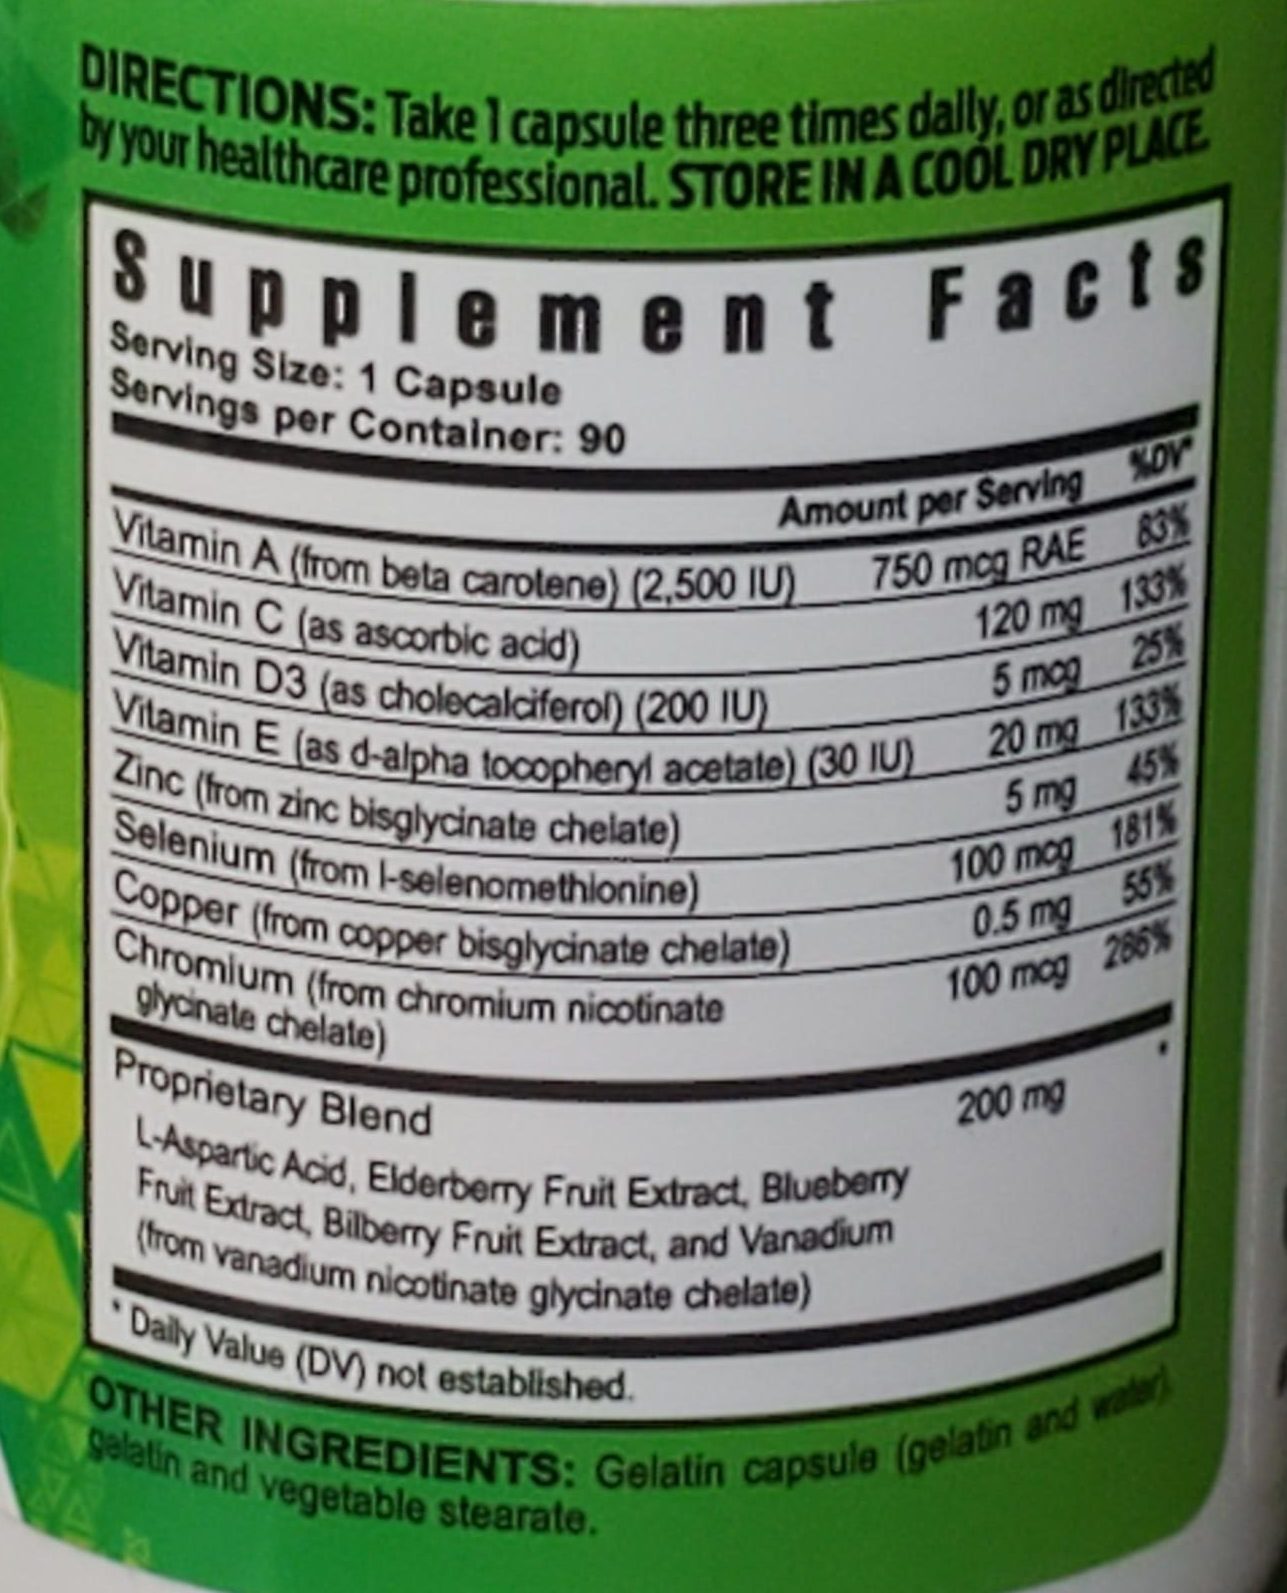 DIRECTIONS: Take 1 capsule three times daily, or as directed
by your healthcare professional. STORE IN A COOL DRY PLACE.
Supplement Facts
Serving Size: 1 Capsule
Servings per Container: 90
Amount per Serving %DV*
Vitamin A (from beta carotene) (2,500 IU) 750 mcg RAE 83%
Vitamin C (as ascorbic acid) 120 mg 133%
Vitamin D3 (as cholecalciferol) (200 IU) 5 mcg 25%
Vitamin E (as d-alpha tocopheryl acetate) (30 IU) 20 mg 133%
Zinc (from zinc bisglycinate chelate) 5 mg 45%
Selenium (from l-selenomethionine) 100 mcg 181%
Copper (from copper bisglycinate chelate) 0.5 mg 55%
Chromium (from chromium nicotinate 100 mcg 286%
glycinate chelate)
Proprietary Blend 200 mg *
L-Aspartic Acid, Elderberry Fruit Extract, Blueberry
Fruit Extract, Bilberry Fruit Extract, and Vanadium
(from vanadium nicotinate glycinate chelate)
* Daily Value (DV) not established.
OTHER INGREDIENTS: Gelatin capsule (gelatin and water),
gelatin and vegetable stearate.